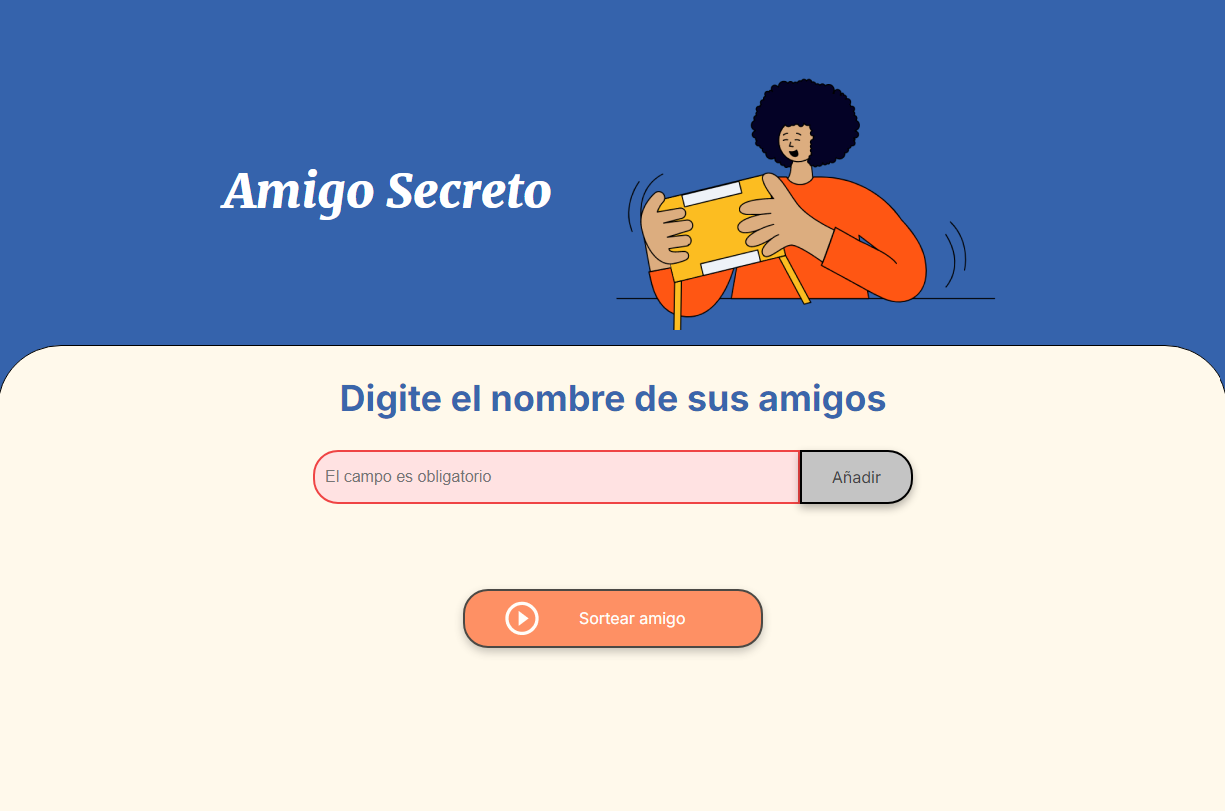 Amigo Secreto
Digite el nombre de sus amigos
El campo es obligatorio
Añadir
Sortear amigo